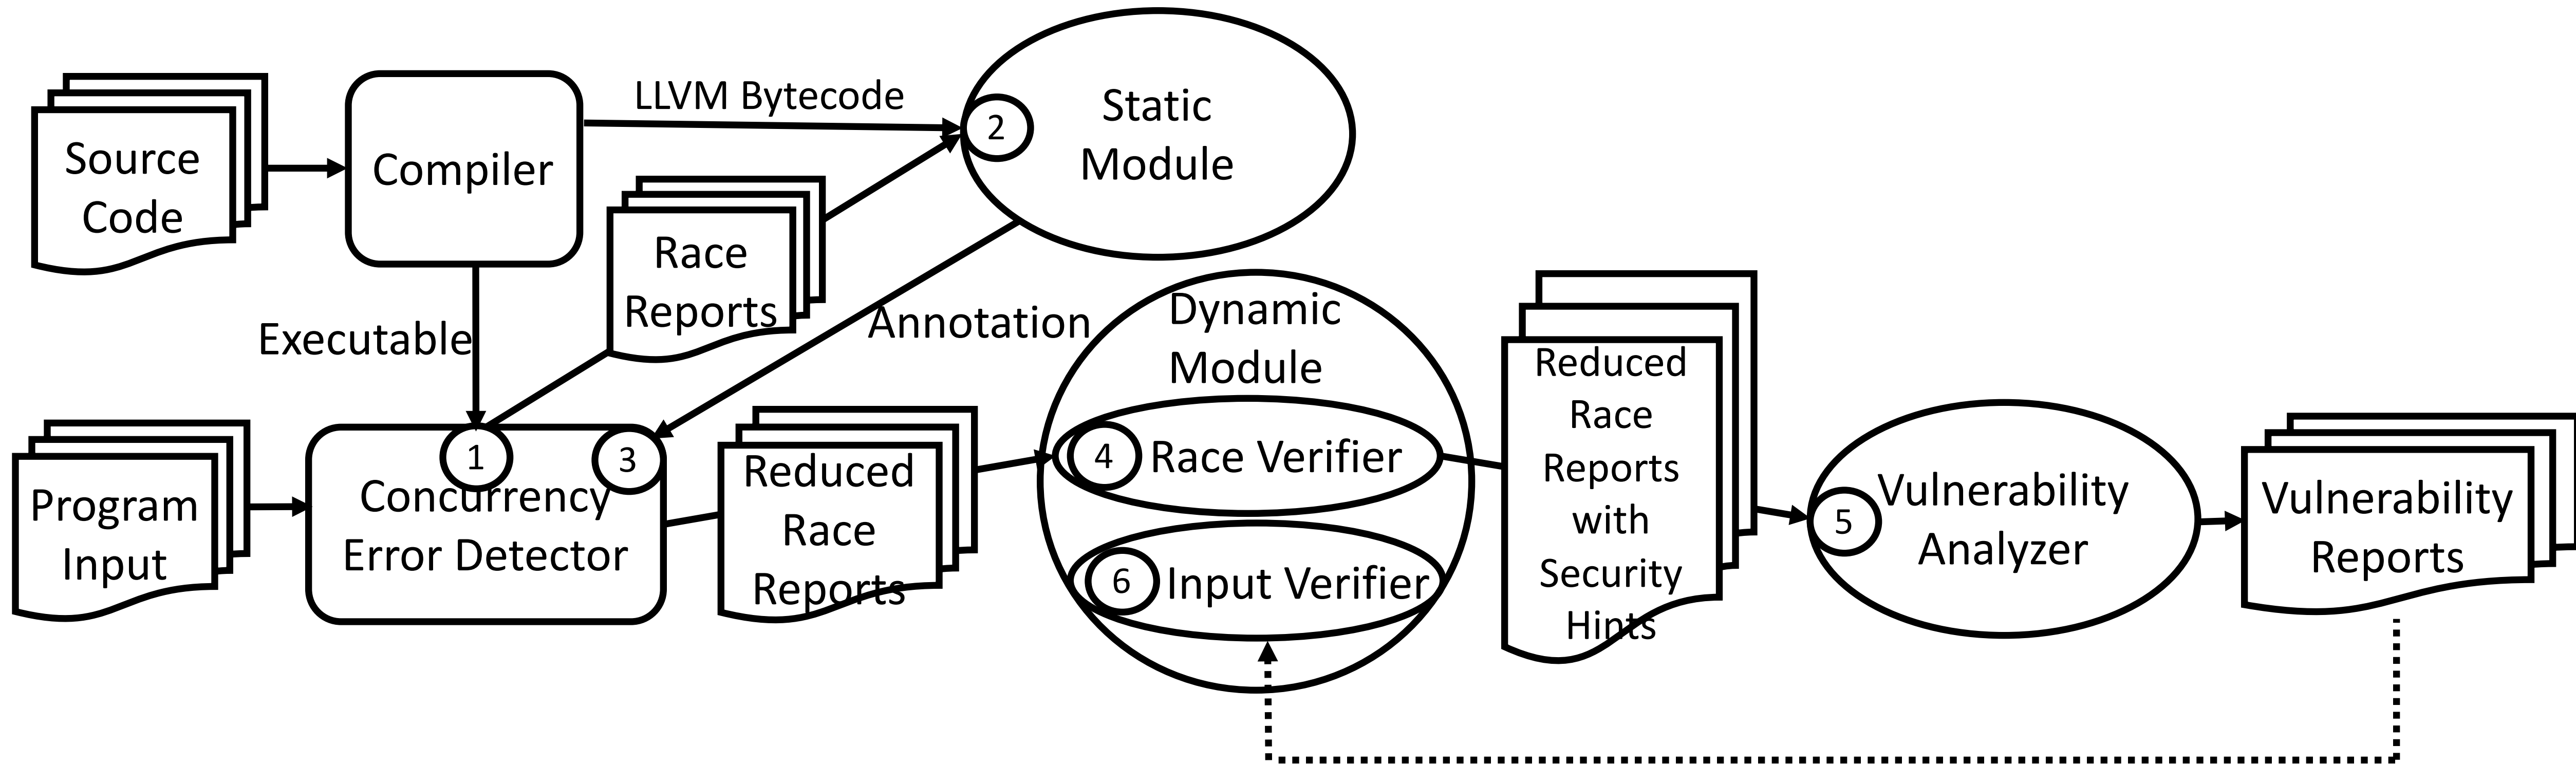 Source
Code
Compiler
LLVM Bytecode
2
Static
Module
Race
Reports
Executable
Annotation
Program
Input
1
3
Concurrency
Error Detector
Reduced
Race
Reports
Dynamic
Module
4
Race Verifier
6
Input Verifier
Reduced
Race
Reports
with
Security
Hints
5
Vulnerability
Analyzer
Vulnerability
Reports